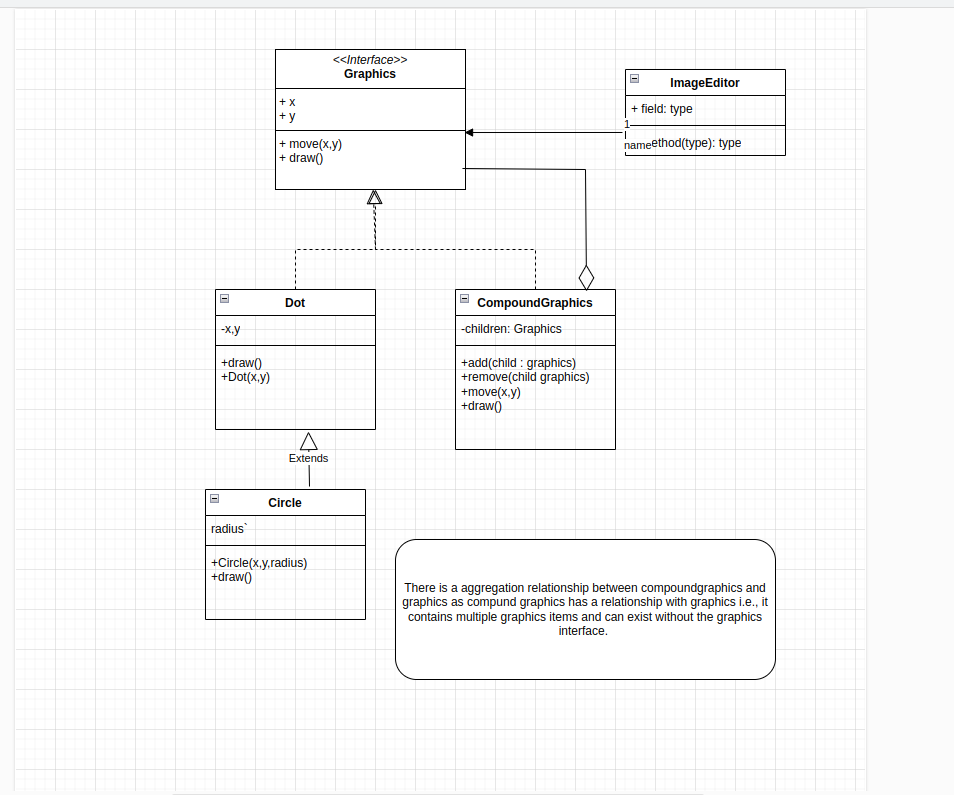 <<Interface>>
Graphics
+ x
+ y
+ move(x,y)
+ draw()
ImageEditor
+ field: type
1
name
ethod(type): type
Dot
-x,y
+draw()
+Dot(x,y)
CompoundGraphics
-children: Graphics
+add(child : graphics)
+remove(child graphics)
+move(x,y)
+draw()
Extends
Circle
radius`
+Circle(x,y,radius)
+draw()
There is a aggregation relationship between compoundgraphics and
graphics as compund graphics has a relationship with graphics i.e., it
contains multiple graphics items and can exist without the graphics
interface.